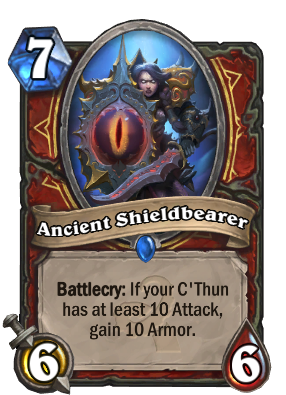 7
Ancient Shieldbearer
Battlecry: If your C'Thun
has at least 10 Attack,
gain 10 Armor.
6
6